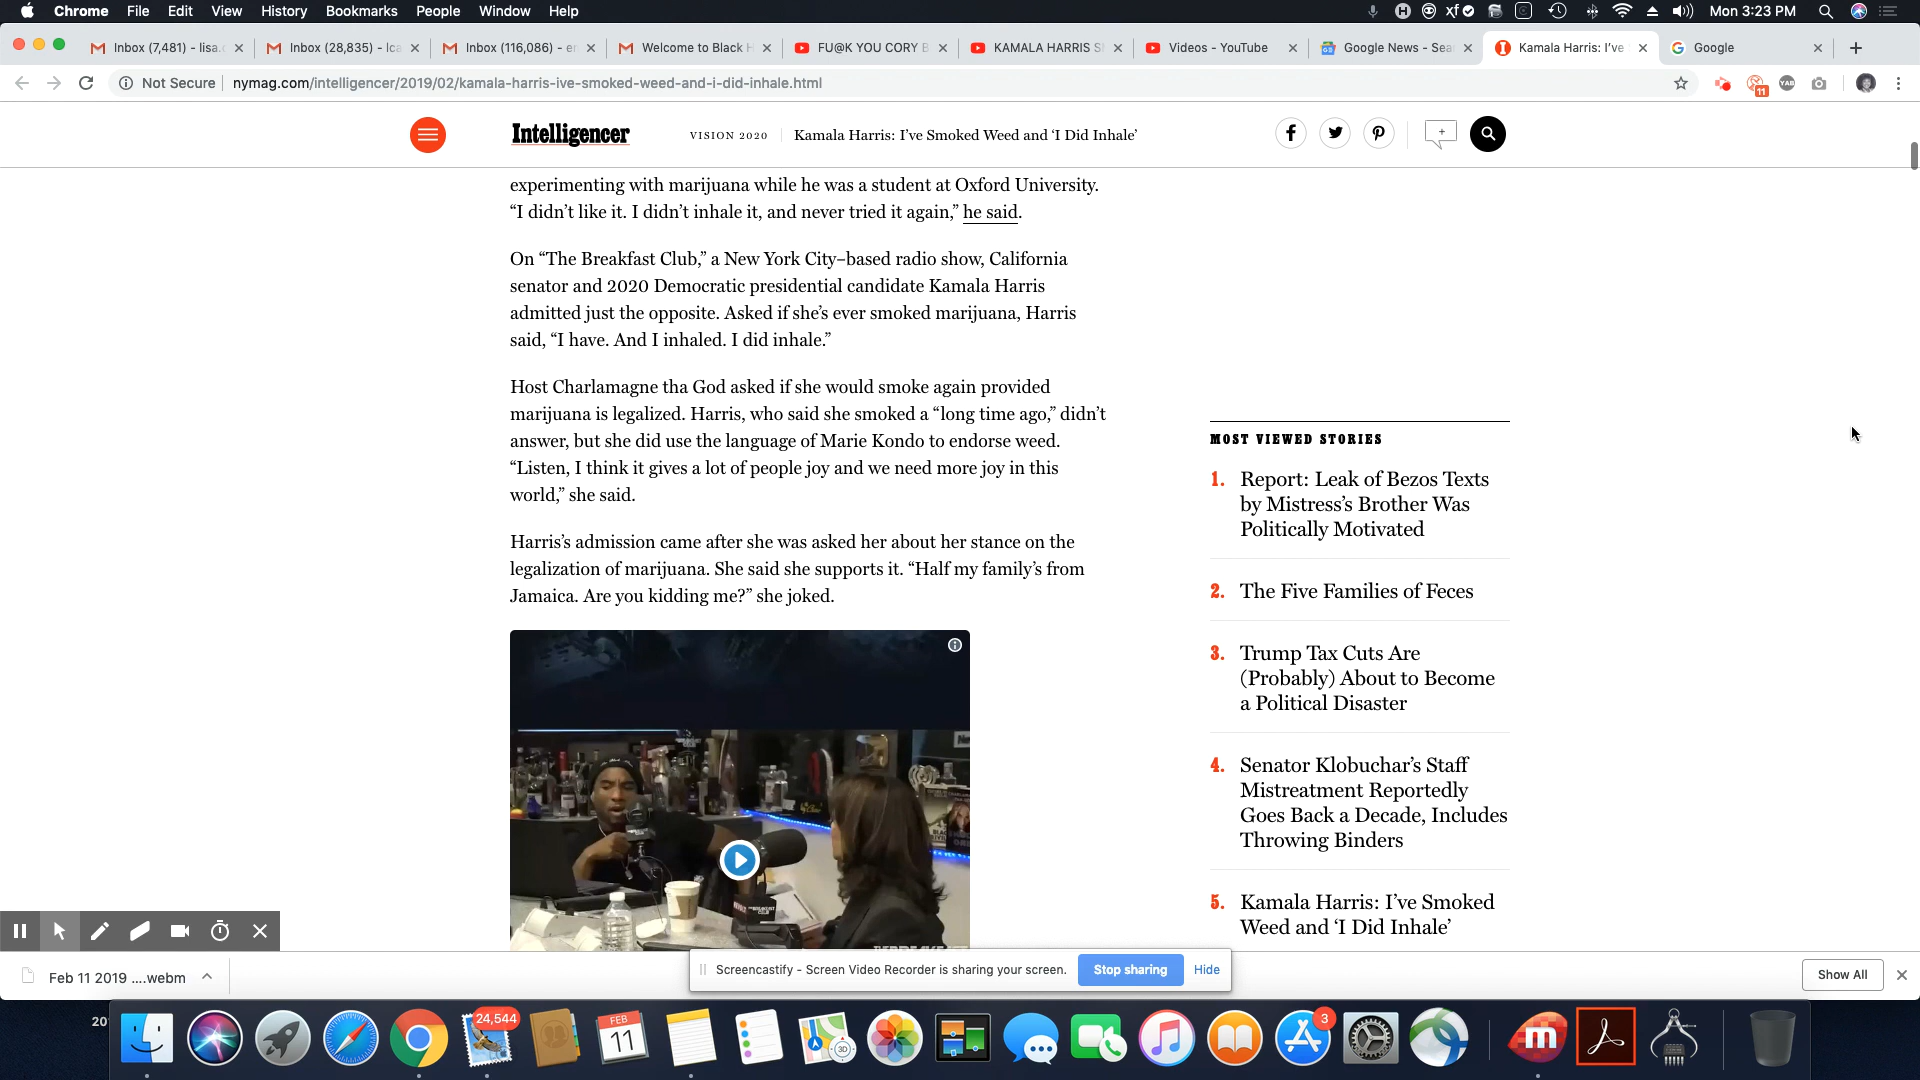 Chrome File Edit View History Bookmarks People Window Help
Mon 3:23 PM
Inbox (7,481) - lisa.c
Inbox (28,835) - lca
Inbox (116,086) - e
Welcome to Black H
FU@K YOU CORY B
KAMALA HARRIS S
Videos - YouTube
Google News - Sea
Kamala Harris: I've
Google
Not Secure
nymag.com/intelligencer/2019/02/kamala-harris-ive-smoked-weed-and-i-did-inhale.html
11
YAB
Intelligencer
VISION 2020
Kamala Harris: I’ve Smoked Weed and ‘I Did Inhale’
experimenting with marijuana while he was a student at Oxford University.
“I didn’t like it. I didn’t inhale it, and never tried it again,” he said.
On “The Breakfast Club,” a New York City–based radio show, California
senator and 2020 Democratic presidential candidate Kamala Harris
admitted just the opposite. Asked if she’s ever smoked marijuana, Harris
said, “I have. And I inhaled. I did inhale.”
Host Charlamagne tha God asked if she would smoke again provided
marijuana is legalized. Harris, who said she smoked a “long time ago,” didn’t
answer, but she did use the language of Marie Kondo to endorse weed.
“Listen, I think it gives a lot of people joy and we need more joy in this
world,” she said.
Harris’s admission came after she was asked her about her stance on the
legalization of marijuana. She said she supports it. “Half my family’s from
Jamaica. Are you kidding me?” she joked.
MOST VIEWED STORIES
1. Report: Leak of Bezos Texts
by Mistress’s Brother Was
Politically Motivated
2. The Five Families of Feces
3. Trump Tax Cuts Are
(Probably) About to Become
a Political Disaster
4. Senator Klobuchar’s Staff
Mistreatment Reportedly
Goes Back a Decade, Includes
Throwing Binders
5. Kamala Harris: I’ve Smoked
Weed and ‘I Did Inhale’
Feb 11 2019 ....webm
Screencastify - Screen Video Recorder is sharing your screen.
Stop sharing
Hide
Show All
20
24,544
FEB
11
3D
3